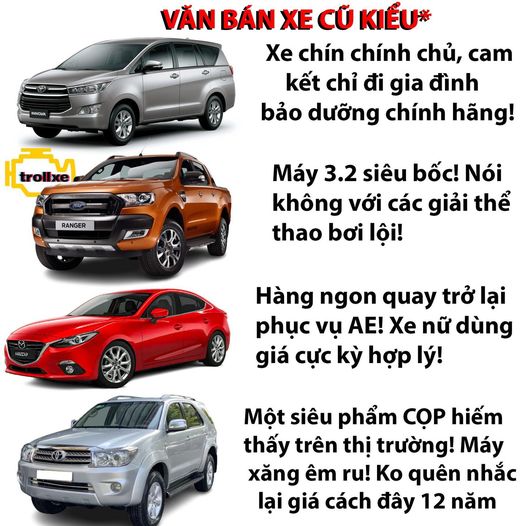 VĂN BÁN XE CŨ KIỂU*
Xe chín chính chủ, cam
kết chỉ đi gia đình
bảo dưỡng chính hãng!
trollxe
Máy 3.2 siêu bốc! Nói
không với các giải thể
thao bơi lội!
RANGER
Hàng ngon quay trở lại
phục vụ AE! Xe nữ dùng
giá cực kỳ hợp lý!
Một siêu phẩm CỌP hiếm
thấy trên thị trường! Máy
xăng êm ru! Ko quên nhắc
lại giá cách đây 12 năm